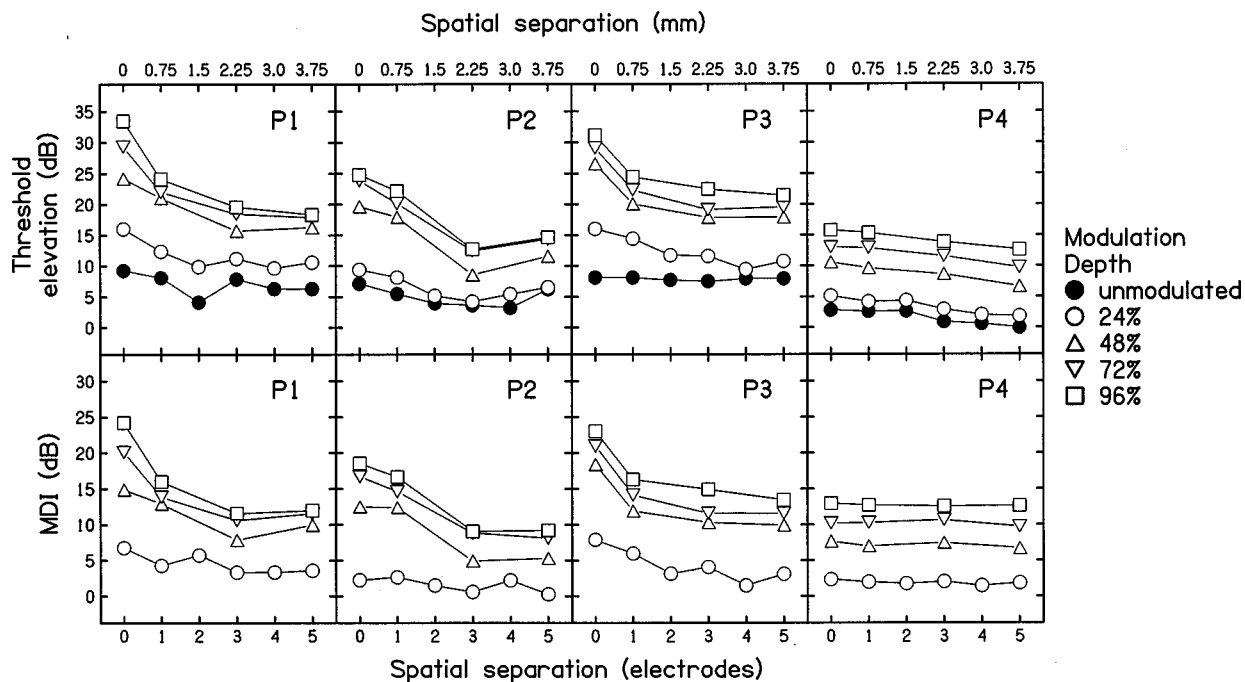 Spatial separation (mm)
0 0.75 1.5 2.25 3.0 3.75 0 0.75 1.5 2.25 3.0 3.75 0 0.75 1.5 2.25 3.0 3.75 0 0.75 1.5 2.25 3.0 3.75
Threshold
elevation (dB)
35
30
25
20
15
10
5
0
P1 P2 P3 P4
Modulation
Depth
unmodulated
24%
48%
72%
96%
MDI (dB)
30
25
20
15
10
5
0
P1 P2 P3 P4
0 1 2 3 4 5 0 1 2 3 4 5 0 1 2 3 4 5 0 1 2 3 4 5
Spatial separation (electrodes)